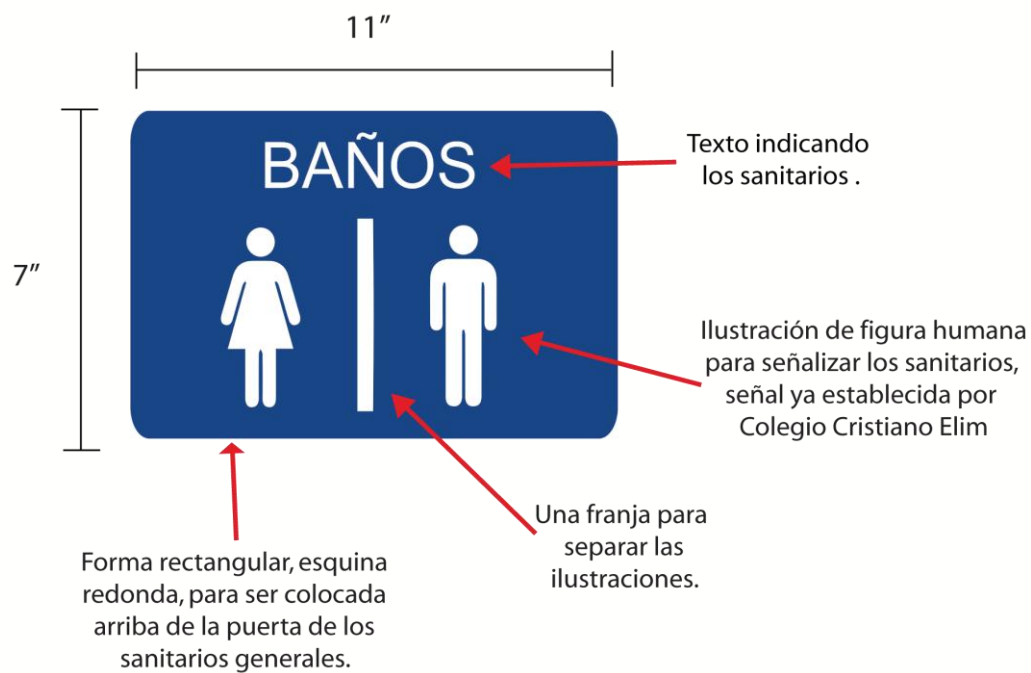 11”
7”
BAÑOS
Texto indicando
los sanitarios .
Ilustración de figura humana
para señalizar los sanitarios,
señal ya establecida por
Colegio Cristiano Elim
Una franja para
separar las
ilustraciones.
Forma rectangular, esquina
redonda, para ser colocada
arriba de la puerta de los
sanitarios generales.